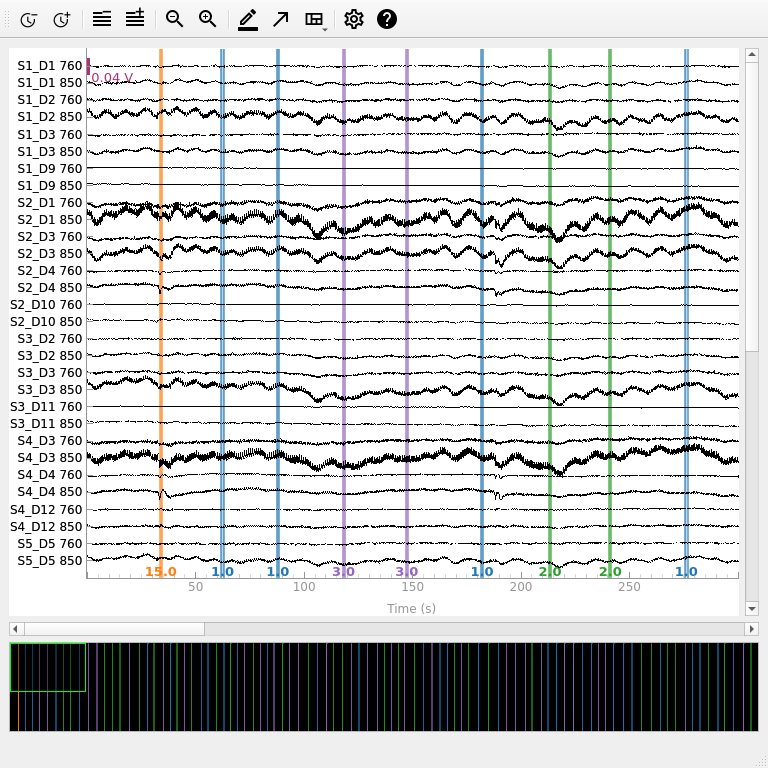 S1_D1 760
0.04 V
S1_D1 850
S1_D2 760
S1_D2 850
S1_D3 760
S1_D3 850
S1_D9 760
S1_D9 850
S2_D1 760
S2_D1 850
S2_D3 760
S2_D3 850
S2_D4 760
S2_D4 850
S2_D10 760
S2_D10 850
S3_D2 760
S3_D2 850
S3_D3 760
S3_D3 850
S3_D11 760
S3_D11 850
S4_D3 760
S4_D3 850
S4_D4 760
S4_D4 850
S4_D12 760
S4_D12 850
S5_D5 760
S5_D5 850
15.0 1.0 1.0 3.0 3.0 1.0 2.0 2.0 1.0
50 100 150 200 250
Time (s)